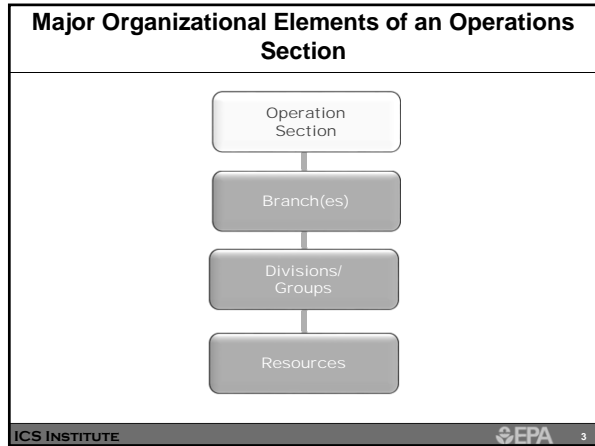 Major Organizational Elements of an Operations
Section
Operation
Section
Branch(es)
Divisions/
Groups
Resources
ICS INSTITUTE
EPA
3